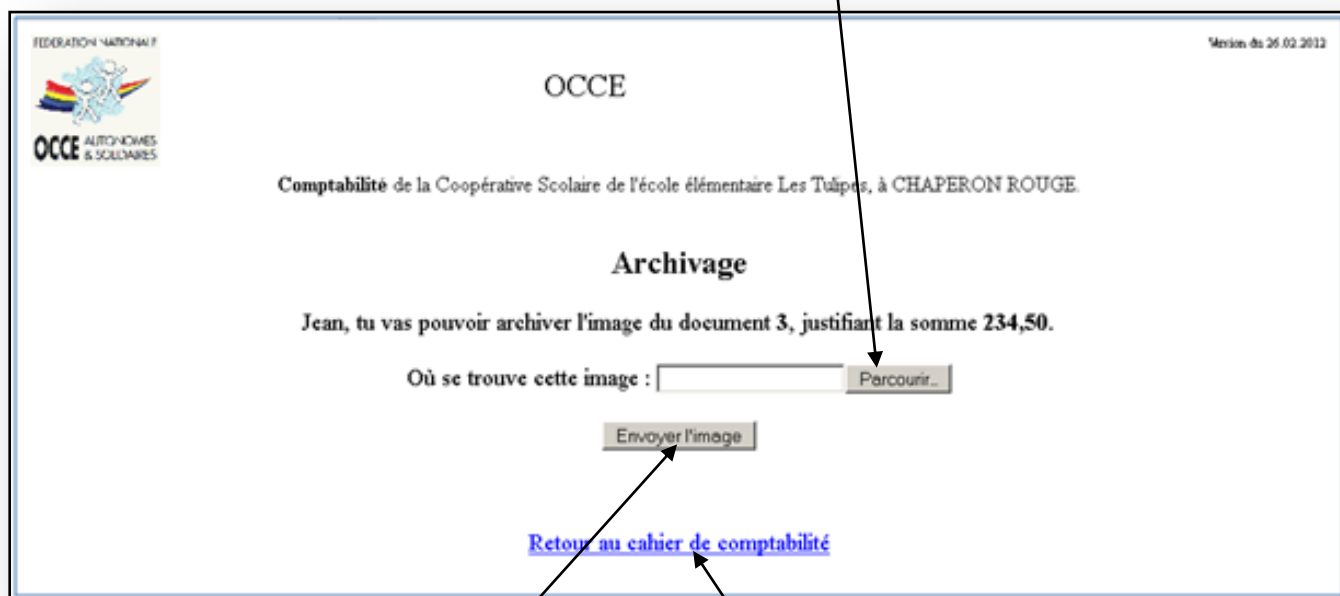 FEDERATION NATIONALE
Version du 26.02.2012
OCCE
OCCE AUTONOMES & SOLIDAIRES
Comptabilité de la Coopérative Scolaire de l'école élémentaire Les Tulipes, à CHAPERON ROUGE.
Archivage
Jean, tu vas pouvoir archiver l'image du document 3, justifiant la somme 234,50.
Où se trouve cette image : Parcourir...
Envoyer l'image
Retour au cahier de comptabilité